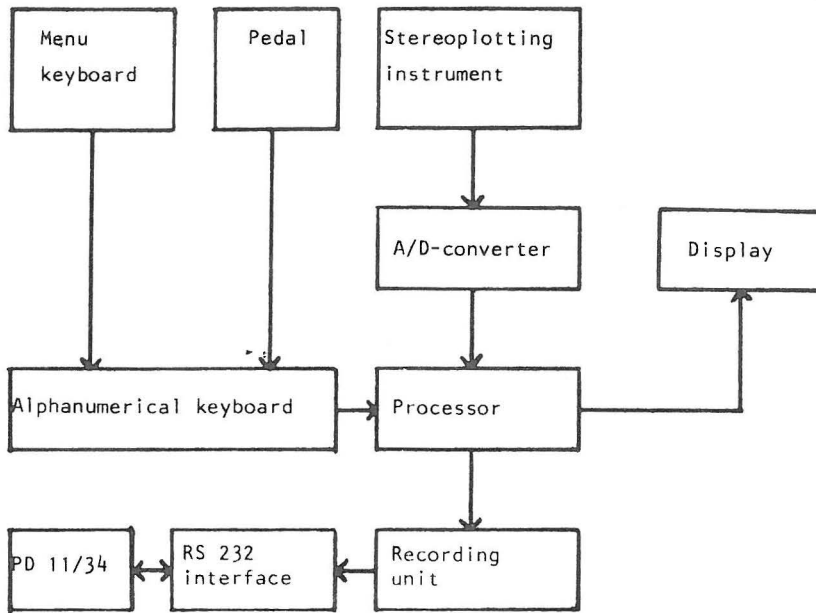 Menu
keyboard
Pedal
Stereoplotting
instrument
A/D-converter
Display
Alphanumerical keyboard
Processor
PD 11/34
RS 232
interface
Recording
unit